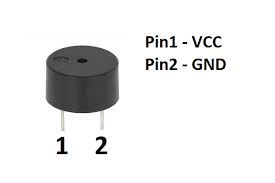 Pin1 - VCC
Pin2 - GND
1 2